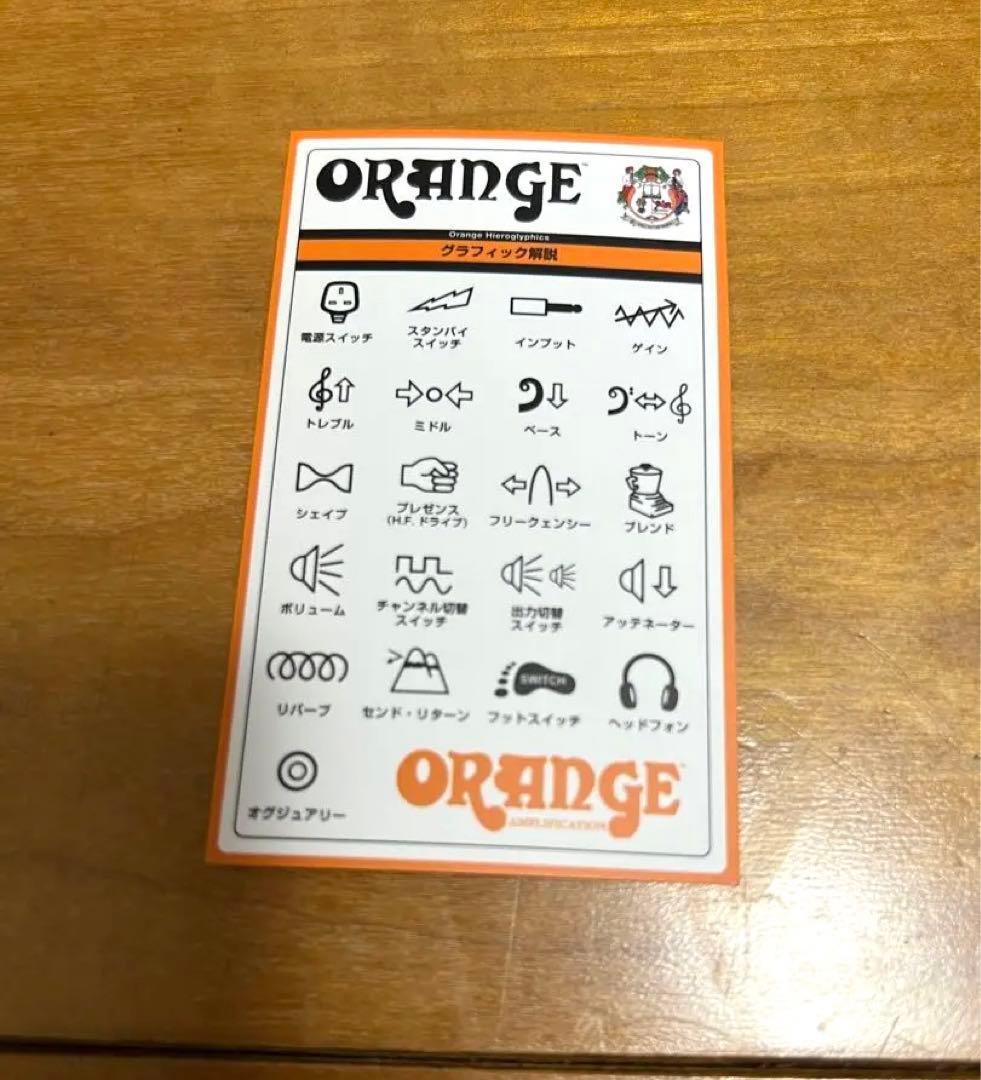 ORANGE™
Orange Hieroglyphics
グラフィック解説
電源スイッチ
スタンバイ
スイッチ
インプット
ゲイン
トレブル
ミドル
ベース
トーン
シェイプ
プレゼンス
(H.F. ドライブ)
フリークェンシー
ブレンド
ボリューム
チャンネル切替
スイッチ
出力切替
スイッチ
アッテネーター
リバーブ
センド・リターン
SWITCH
フットスイッチ
ヘッドフォン
オグジュアリー
ORANGE™
AMPLIFICATION